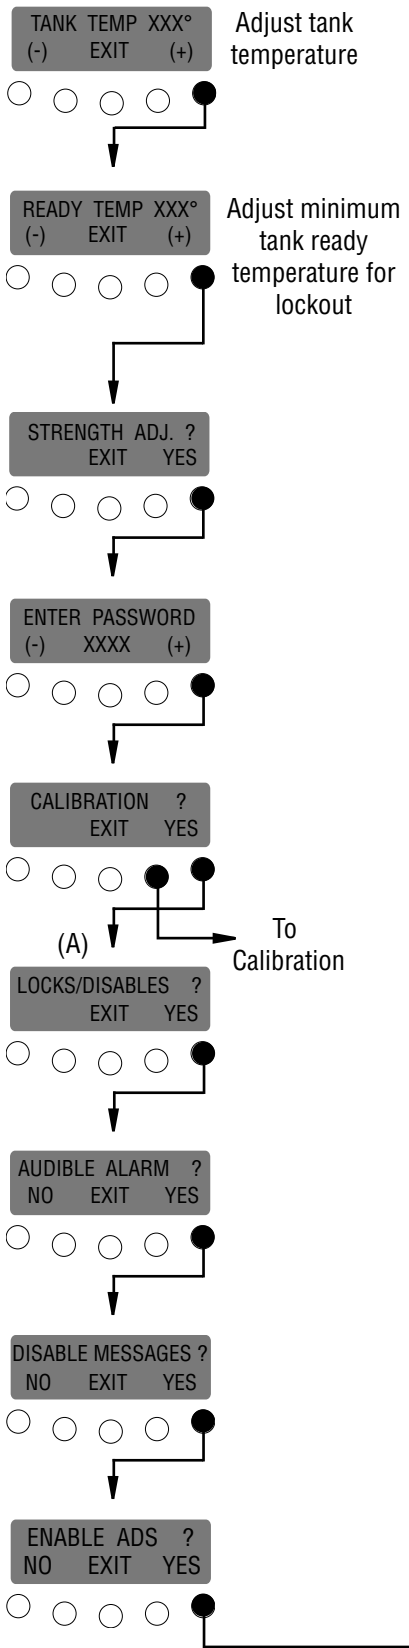 TANK TEMP XXX°
(-) EXIT (+)
Adjust tank
temperature
READY TEMP XXX°
(-) EXIT (+)
Adjust minimum
tank ready
temperature for
lockout
STRENGTH ADJ. ?
EXIT YES
ENTER PASSWORD
(-) XXXX (+)
CALIBRATION ?
EXIT YES
(A)
To
Calibration
LOCKS/DISABLES ?
EXIT YES
AUDIBLE ALARM ?
NO EXIT YES
DISABLE MESSAGES ?
NO EXIT YES
ENABLE ADS ?
NO EXIT YES